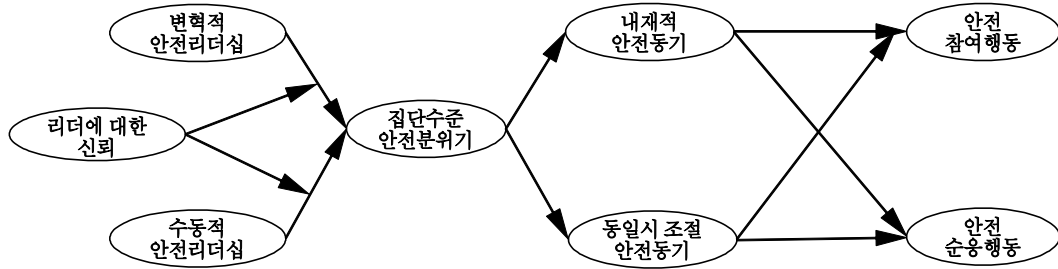 변혁적
안전리더십
리더에 대한
신뢰
수동적
안전리더십
집단수준
안전분위기
내재적
안전동기
동일시 조절
안전동기
안전
참여행동
안전
순응행동